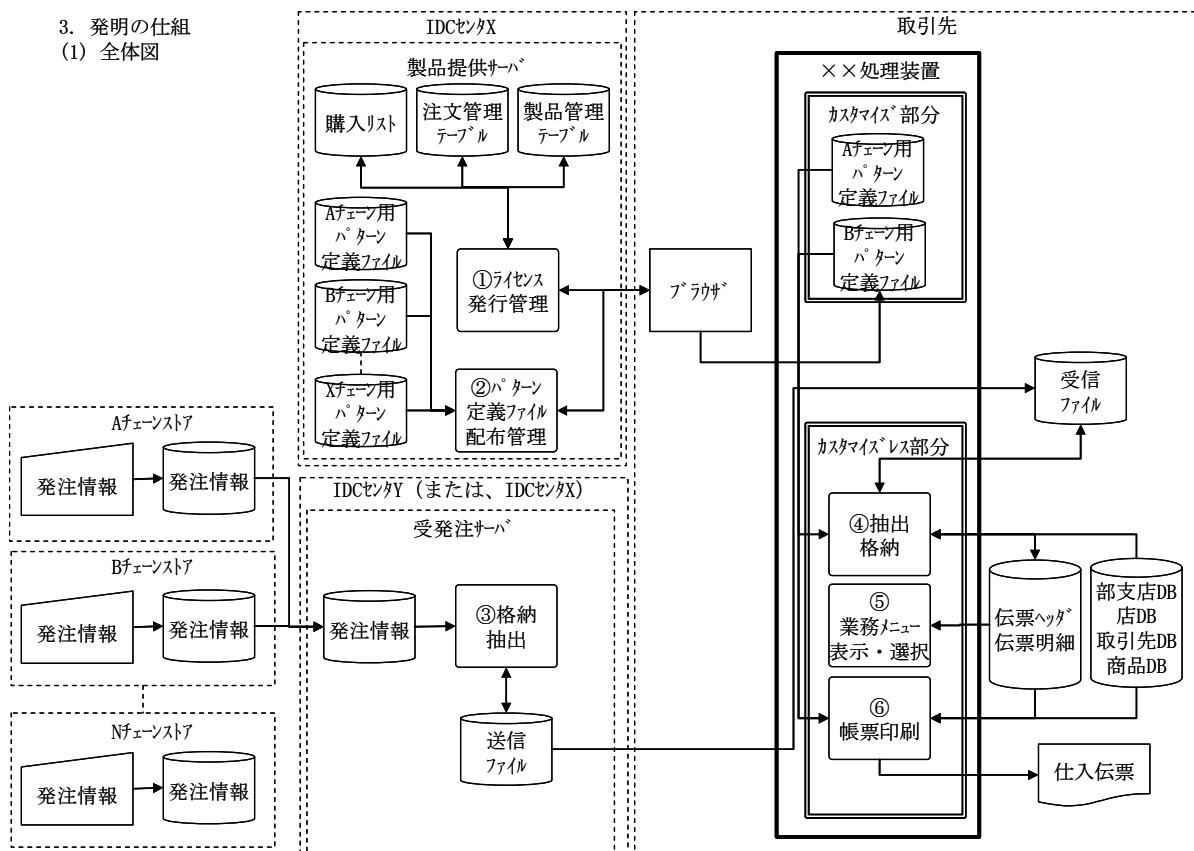 3. 発明の仕組
(1) 全体図
IDCｾﾝﾀX
製品提供ｻｰﾊﾞ
購入ﾘｽﾄ
注文管理
ﾃｰﾌﾞﾙ
製品管理
ﾃｰﾌﾞﾙ
Aﾁｪｰﾝ用
ﾊﾟﾀｰﾝ
定義ﾌｧｲﾙ
Bﾁｪｰﾝ用
ﾊﾟﾀｰﾝ
定義ﾌｧｲﾙ
Xﾁｪｰﾝ用
ﾊﾟﾀｰﾝ
定義ﾌｧｲﾙ
①ﾗｲｾﾝｽ
発行管理
②ﾊﾟﾀｰﾝ
定義ﾌｧｲﾙ
配布管理
取引先
ﾌﾞﾗｳｻﾞ
××処理装置
ｶｽﾀﾏｲｽﾞ部分
Aﾁｪｰﾝ用
ﾊﾟﾀｰﾝ
定義ﾌｧｲﾙ
Bﾁｪｰﾝ用
ﾊﾟﾀｰﾝ
定義ﾌｧｲﾙ
受信
ﾌｧｲﾙ
ｶｽﾀﾏｲｽﾞﾚｽ部分
④抽出
格納
⑤
業務ﾒﾆｭｰ
表示・選択
⑥
帳票印刷
伝票ﾍｯﾀﾞ
伝票明細
部支店DB
店DB
取引先DB
商品DB
仕入伝票
Aﾁｪｰﾝｽﾄｱ
発注情報
発注情報
Bﾁｪｰﾝｽﾄｱ
発注情報
発注情報
Nﾁｪｰﾝｽﾄｱ
発注情報
発注情報
IDCｾﾝﾀY（または、IDCｾﾝﾀX）
受発注ｻｰﾊﾞ
発注情報
③格納
抽出
送信
ﾌｧｲﾙ